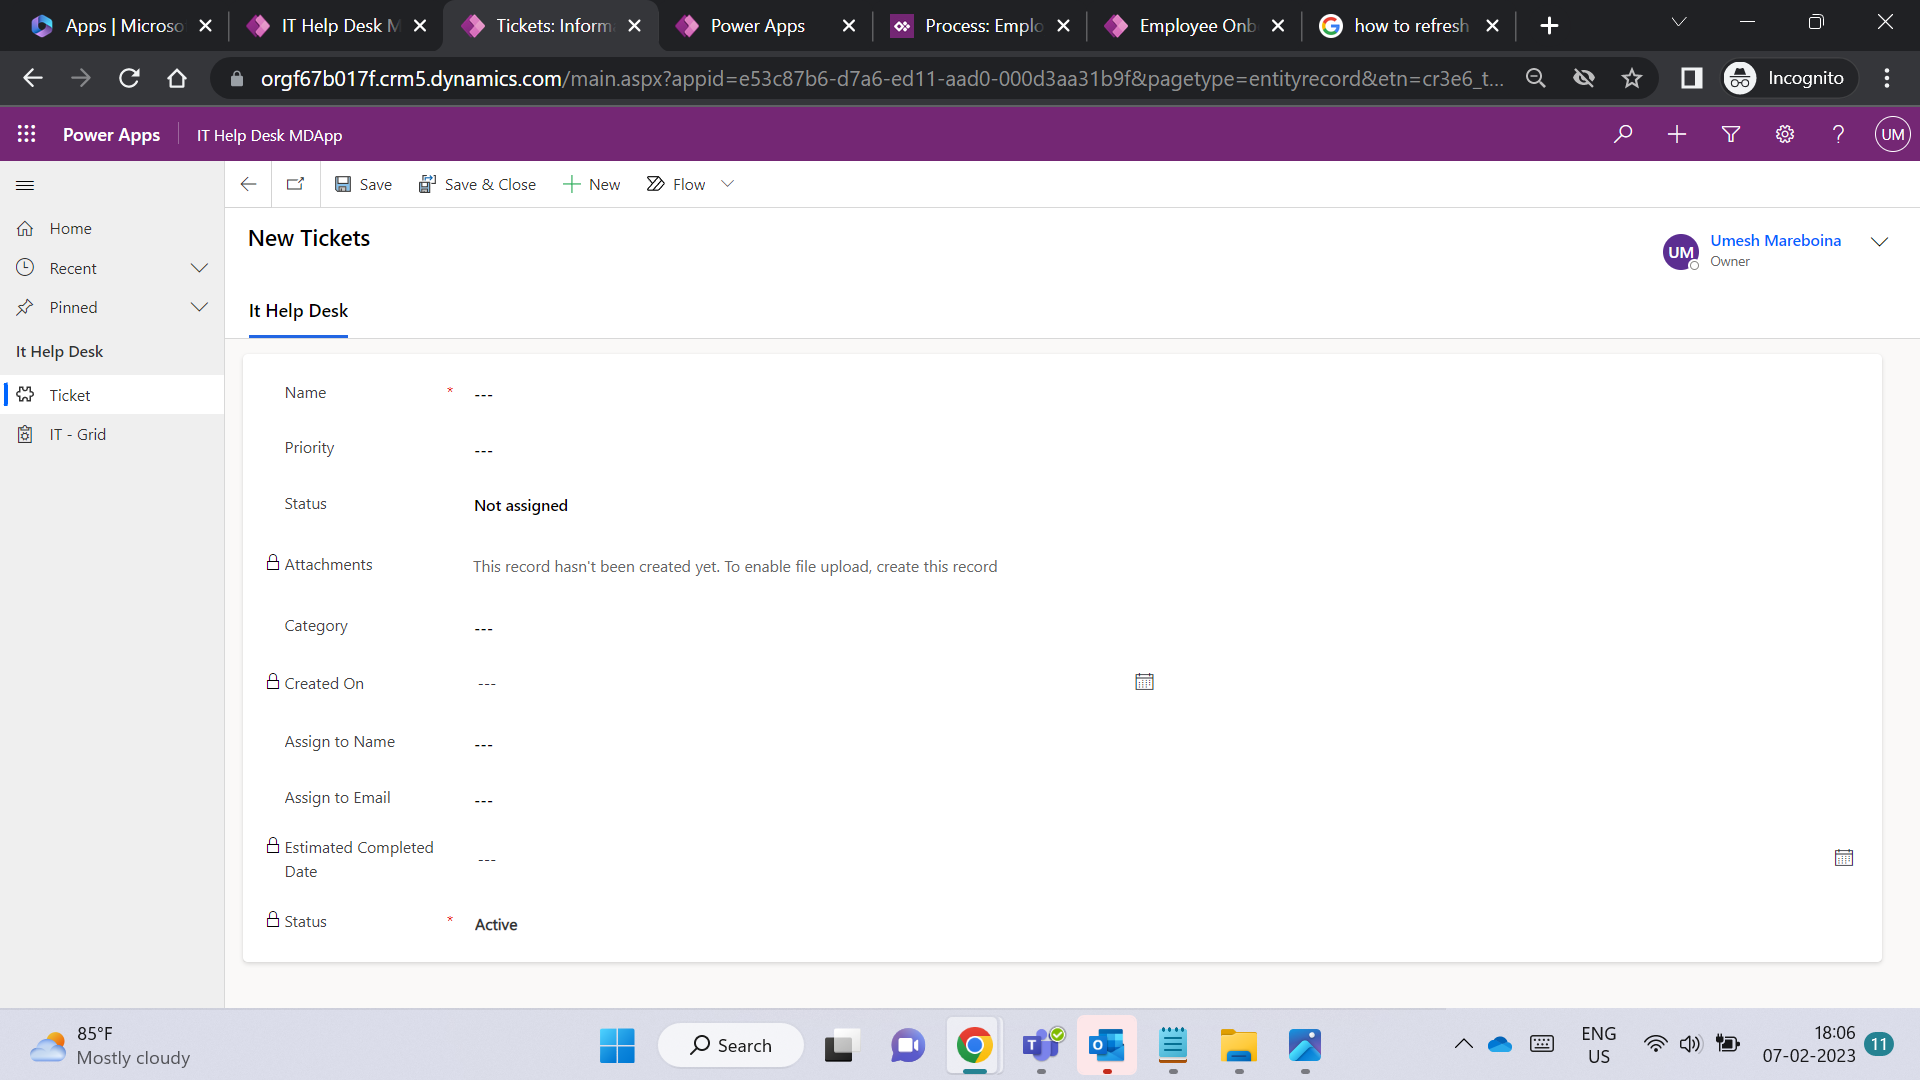 Apps | Microso
IT Help Desk M
Tickets: Inform
Power Apps
Process: Emplo
Employee Onb
how to refresh
orgf67b017f.crm5.dynamics.com/main.aspx?appid=e53c87b6-d7a6-ed11-aad0-000d3aa31b9f&pagetype=entityrecord&etn=cr3e6_t...
Incognito
Power Apps
IT Help Desk MDApp
UM
Save
Save & Close
New
Flow
Home
Recent
Pinned
It Help Desk
Ticket
IT - Grid
New Tickets
UM
Umesh Mareboina
Owner
It Help Desk
Name * ---
Priority ---
Status Not assigned
Attachments This record hasn't been created yet. To enable file upload, create this record
Category ---
Created On ---
Assign to Name ---
Assign to Email ---
Estimated Completed
Date ---
Status * Active
85°F
Mostly cloudy
Search
ENG
US
18:06
07-02-2023
11